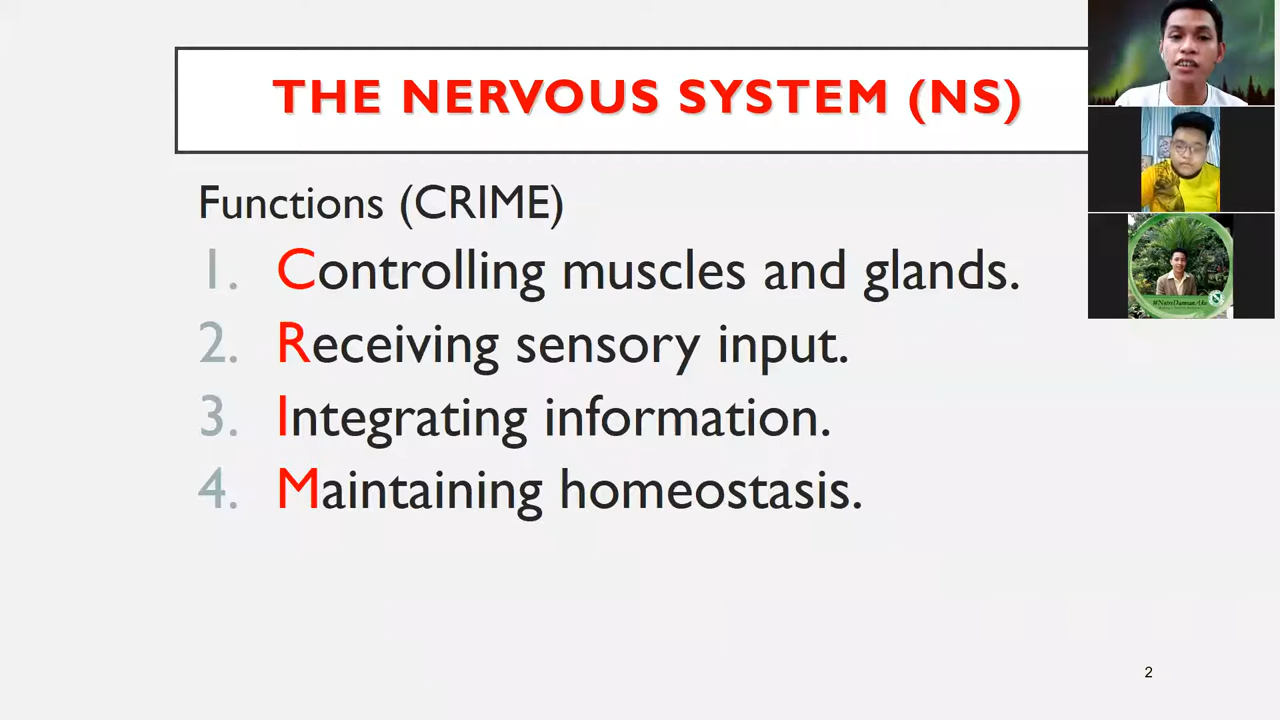 THE NERVOUS SYSTEM (NS)
Functions (CRIME)
1. Controlling muscles and glands.
2. Receiving sensory input.
3. Integrating information.
4. Maintaining homeostasis.
2